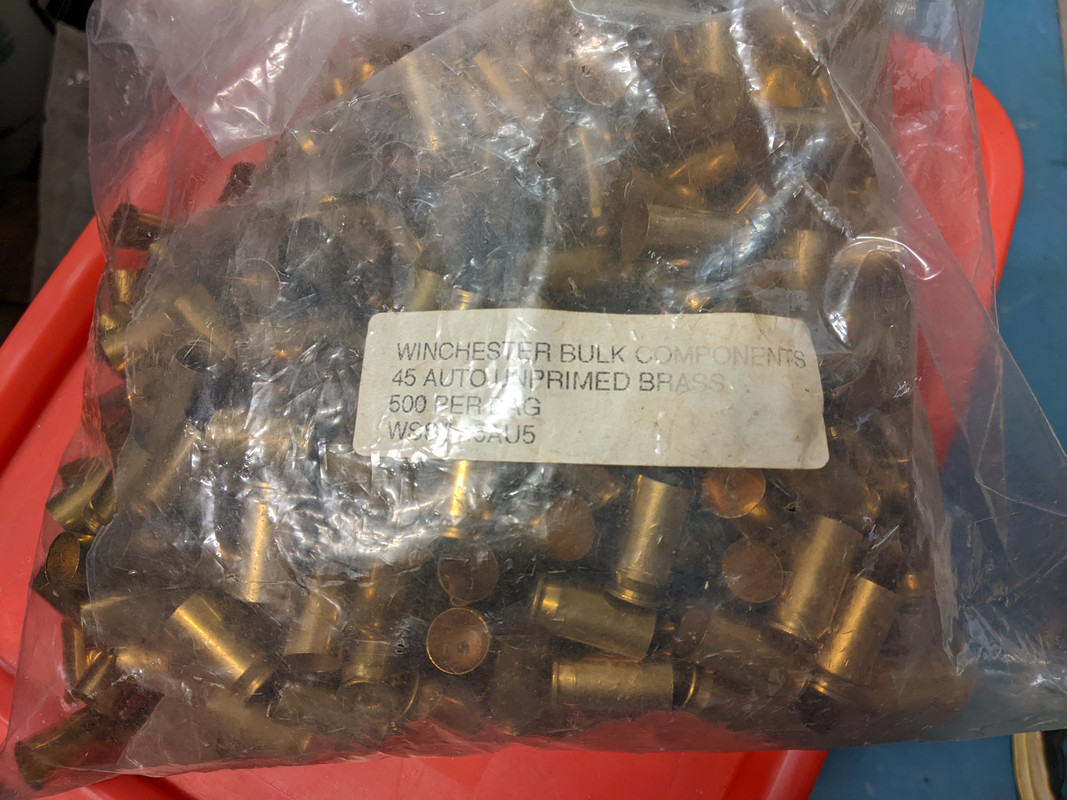 WINCHESTER BULK COMPONENTS
45 AUTO UNPRIMED BRASS
500 PER BAG